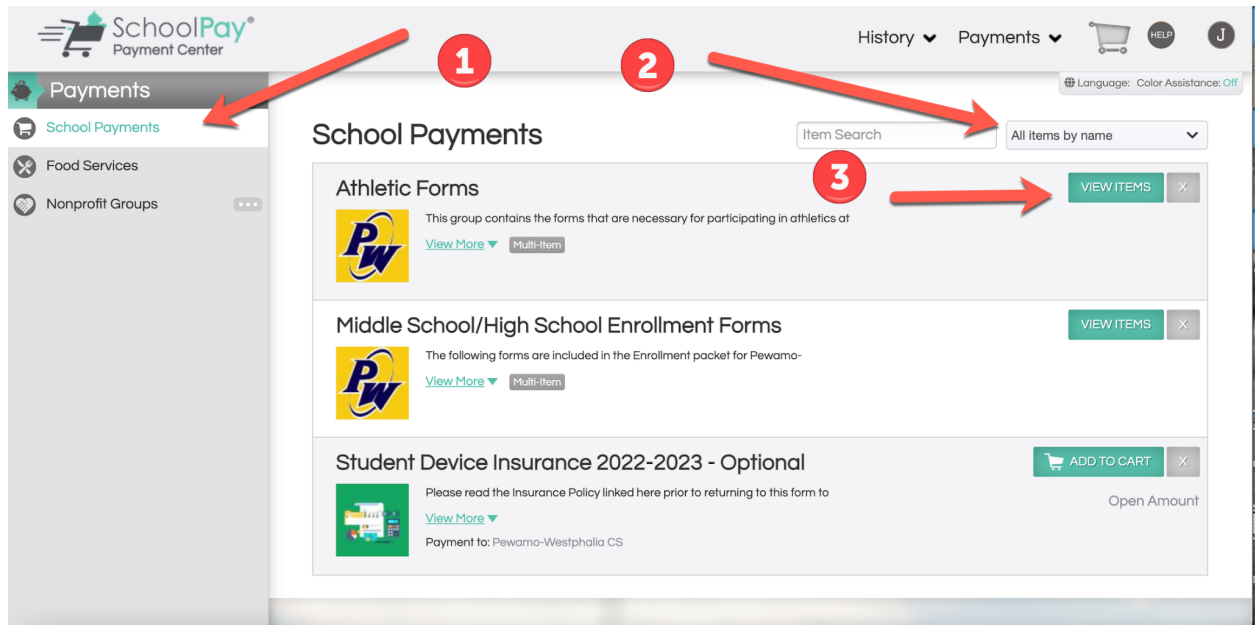 SchoolPay®
Payment Center
History
Payments
HELP
J
1
2
Payments
Language: Color Assistance: Off
School Payments
Food Services
Nonprofit Groups
School Payments
Item Search
All items by name
3
Athletic Forms
VIEW ITEMS X
PW
This group contains the forms that are necessary for participating in athletics at
View More
Multi-Item
Middle School/High School Enrollment Forms
VIEW ITEMS X
PW
The following forms are included in the Enrollment packet for Pewamo-
View More
Multi-Item
Student Device Insurance 2022-2023 - Optional
ADD TO CART X
Please read the Insurance Policy linked here prior to returning to this form to
Open Amount
View More
Payment to: Pewamo-Westphalia CS